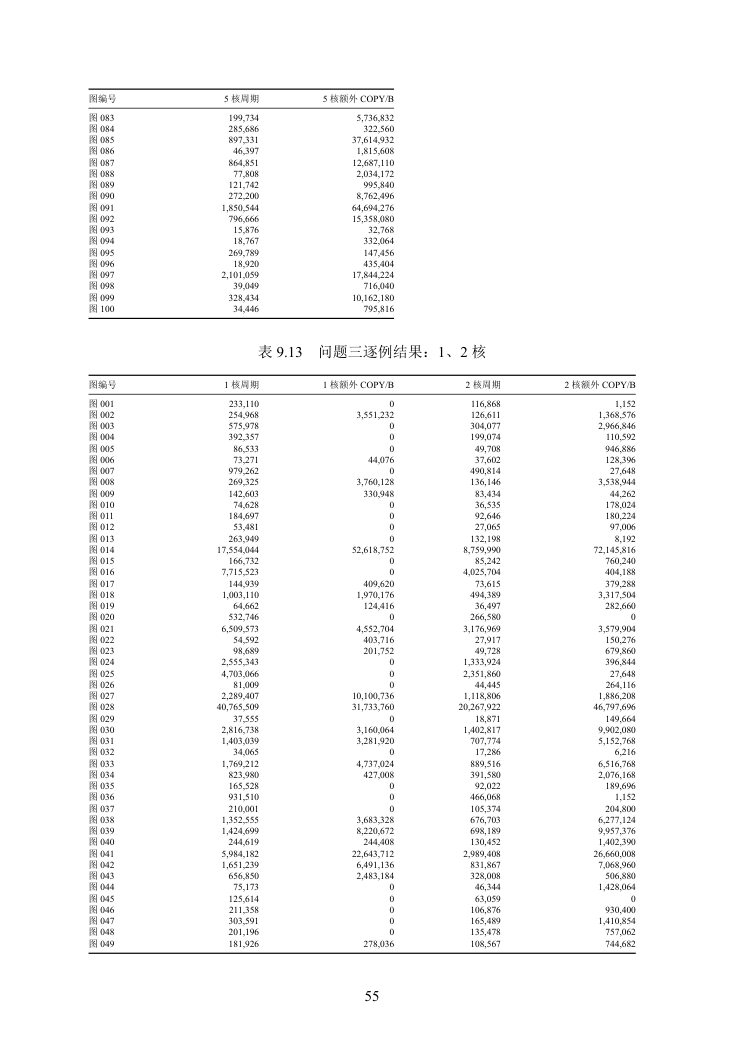 图编号 5 核周期 5 核额外 COPY/B
图 083 199,734 5,736,832
图 084 285,686 322,560
图 085 897,331 37,614,932
图 086 46,397 1,815,608
图 087 864,851 12,687,110
图 088 77,808 2,034,172
图 089 121,742 995,840
图 090 272,200 8,762,496
图 091 1,850,544 64,694,276
图 092 796,666 15,358,080
图 093 15,876 32,768
图 094 18,767 332,064
图 095 269,789 147,456
图 096 18,920 435,404
图 097 2,101,059 17,844,224
图 098 39,049 716,040
图 099 328,434 10,162,180
图 100 34,446 795,816
表 9.13 问题三逐例结果：1、2 核
图编号 1 核周期 1 核额外 COPY/B 2 核周期 2 核额外 COPY/B
图 001 233,110 0 116,868 1,152
图 002 254,968 3,551,232 126,611 1,368,576
图 003 575,978 0 304,077 2,966,846
图 004 392,357 0 199,074 110,592
图 005 86,533 0 49,708 946,886
图 006 73,271 44,076 37,602 128,396
图 007 979,262 0 490,814 27,648
图 008 269,325 3,760,128 136,146 3,538,944
图 009 142,603 330,948 83,434 44,262
图 010 74,628 0 36,535 178,024
图 011 184,697 0 92,646 180,224
图 012 53,481 0 27,065 97,006
图 013 263,949 0 132,198 8,192
图 014 17,554,044 52,618,752 8,759,990 72,145,816
图 015 166,732 0 85,242 760,240
图 016 7,715,523 0 4,025,704 404,188
图 017 144,939 409,620 73,615 379,288
图 018 1,003,110 1,970,176 494,389 3,317,504
图 019 64,662 124,416 36,497 282,660
图 020 532,746 0 266,580 0
图 021 6,509,573 4,552,704 3,176,969 3,579,904
图 022 54,592 403,716 27,917 150,276
图 023 98,689 201,752 49,728 679,860
图 024 2,555,343 0 1,333,924 396,844
图 025 4,703,066 0 2,351,860 27,648
图 026 81,009 0 44,445 264,116
图 027 2,289,407 10,100,736 1,118,806 1,886,208
图 028 40,765,509 31,733,760 20,267,922 46,797,696
图 029 37,555 0 18,871 149,664
图 030 2,816,738 3,160,064 1,402,817 9,902,080
图 031 1,403,039 3,281,920 707,774 5,152,768
图 032 34,065 0 17,286 6,216
图 033 1,769,212 4,737,024 889,516 6,516,768
图 034 823,980 427,008 391,580 2,076,168
图 035 165,528 0 92,022 189,696
图 036 931,510 0 466,068 1,152
图 037 210,001 0 105,374 204,800
图 038 1,352,555 3,683,328 676,703 6,277,124
图 039 1,424,699 8,220,672 698,189 9,957,376
图 040 244,619 244,408 130,452 1,402,390
图 041 5,984,182 22,643,712 2,989,408 26,660,008
图 042 1,651,239 6,491,136 831,867 7,068,960
图 043 656,850 2,483,184 328,008 506,880
图 044 75,173 0 46,344 1,428,064
图 045 125,614 0 63,059 0
图 046 211,358 0 106,876 930,400
图 047 303,591 0 165,489 1,410,854
图 048 201,196 0 135,478 757,062
图 049 181,926 278,036 108,567 744,682
55